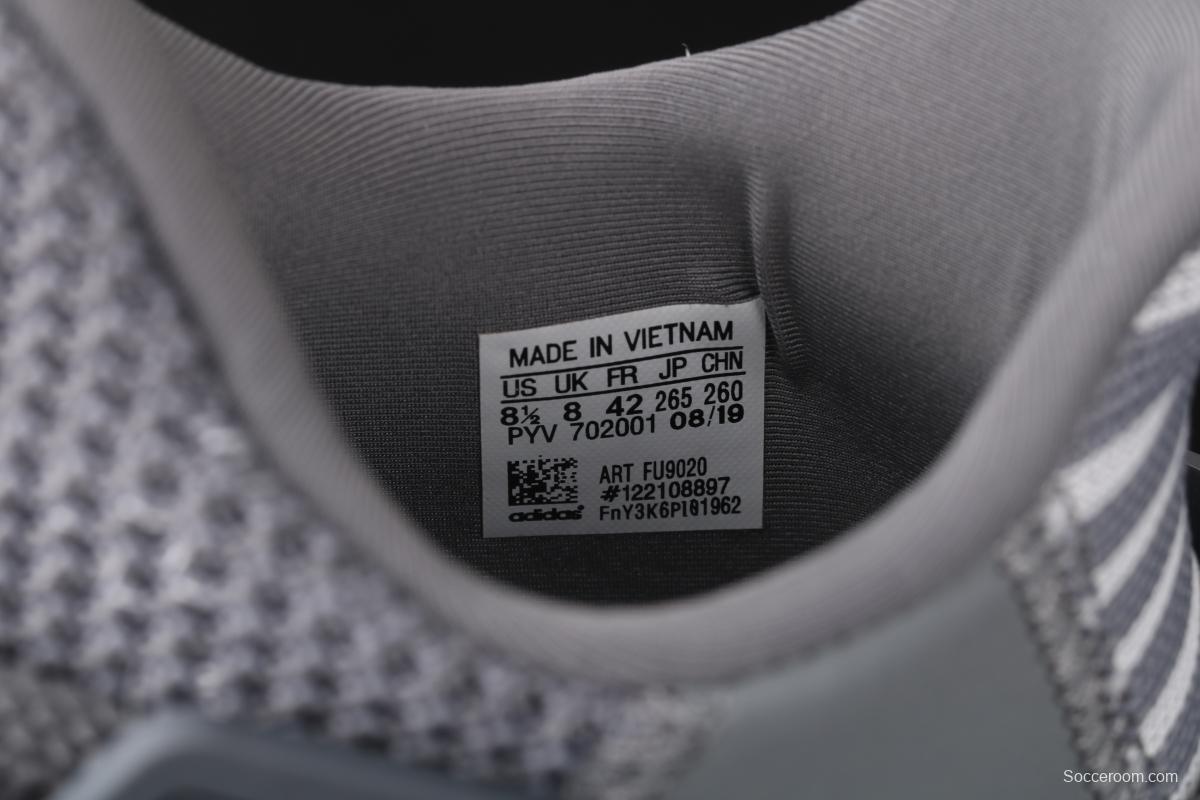 MADE IN VIETNAM
US UK FR JP CHN
8½ 8 42 265 260
PYV 702001 08/19
ART FU9020
#122108897
adidas
Socceroom.com